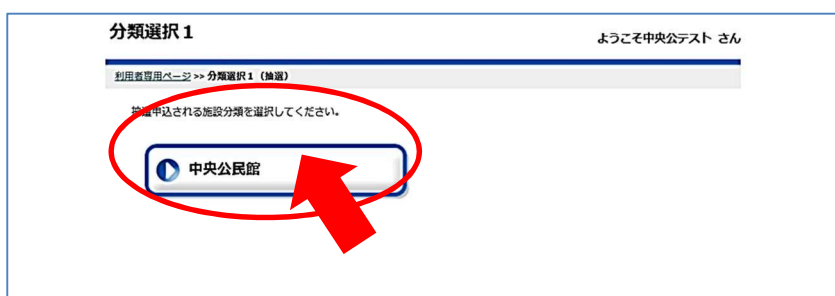 分類選択1
ようこそ中央公テスト さん
利用者専用ページ >> 分類選択1（抽選）
抽選申込される施設分類を選択してください。
中央公民館